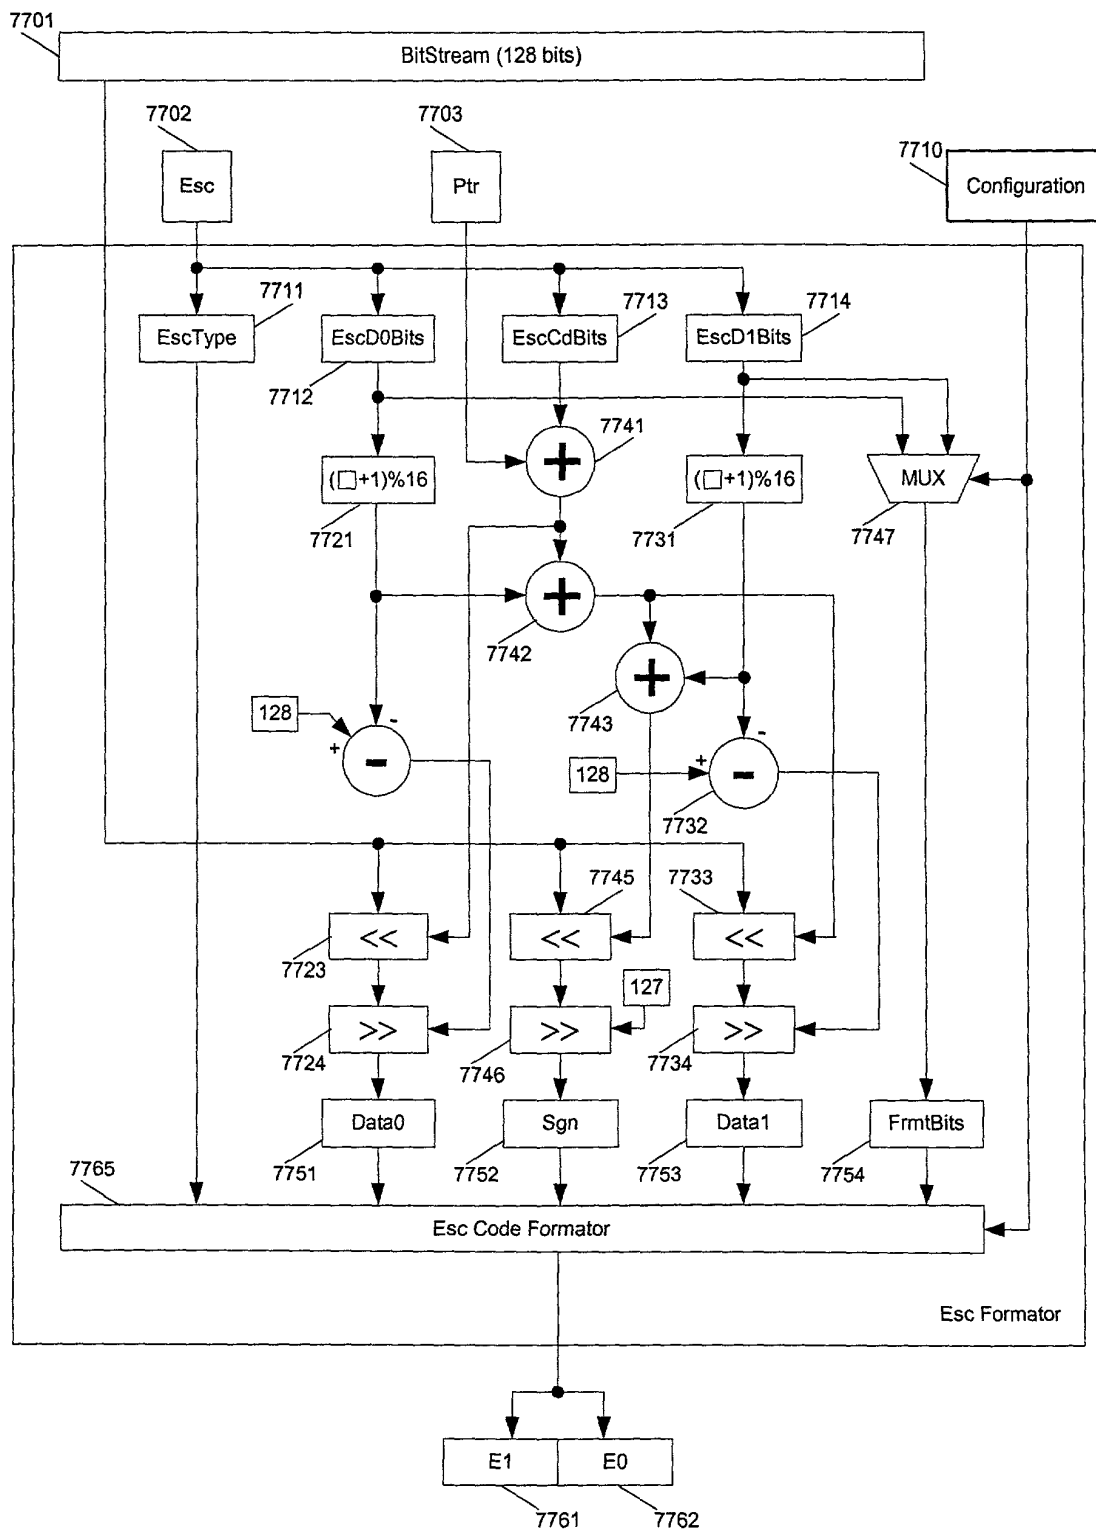 7701
BitStream (128 bits)
7702
7703
7710
Esc
Ptr
Configuration
7711
7713
7714
EscType
EscD0Bits
EscCdBits
EscD1Bits
7712
7741
+
(□+1)%16
(□+1)%16
MUX
7721
7731
7747
+
7742
+
7743
128
+
-
-
128
+
-
-
7732
7745
7733
<<
<<
<<
7723
127
>>
>>
>>
7724
7746
7734
Data0
Sgn
Data1
FrmtBits
7765
7751
7752
7753
7754
Esc Code Formator
Esc Formator
E1
E0
7761
7762